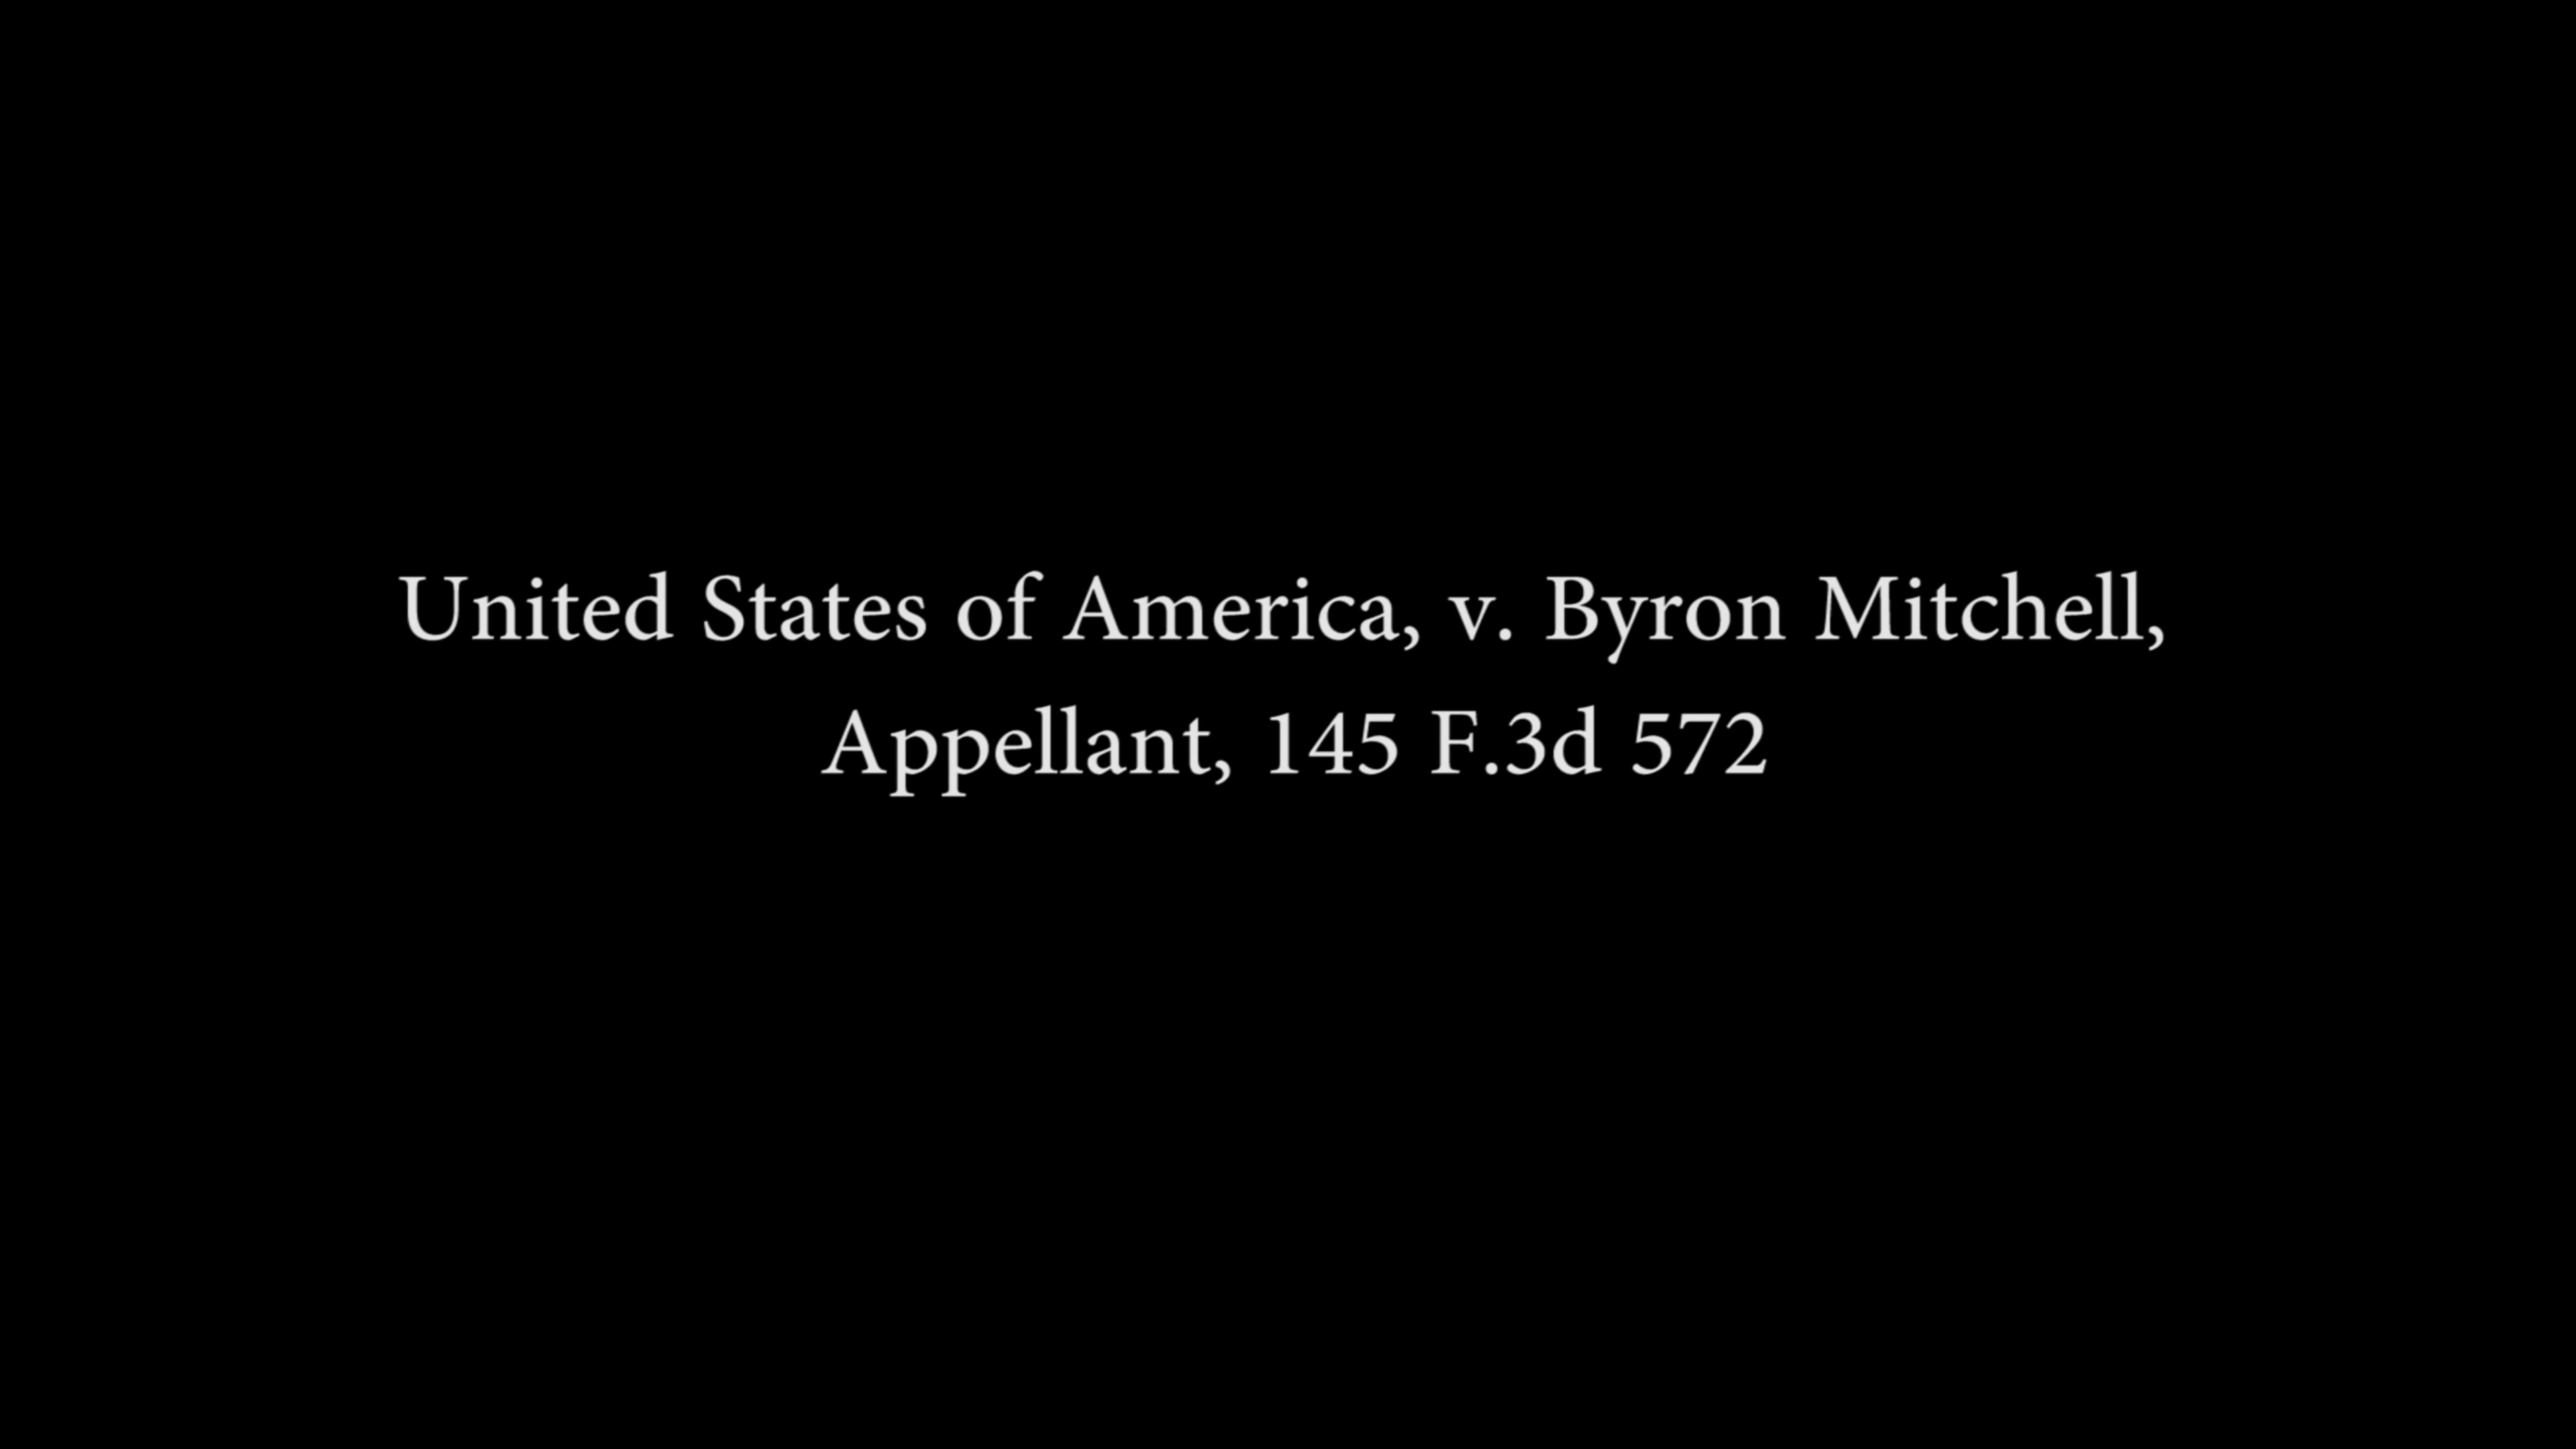 United States of America, v. Byron Mitchell,
Appellant, 145 F.3d 572